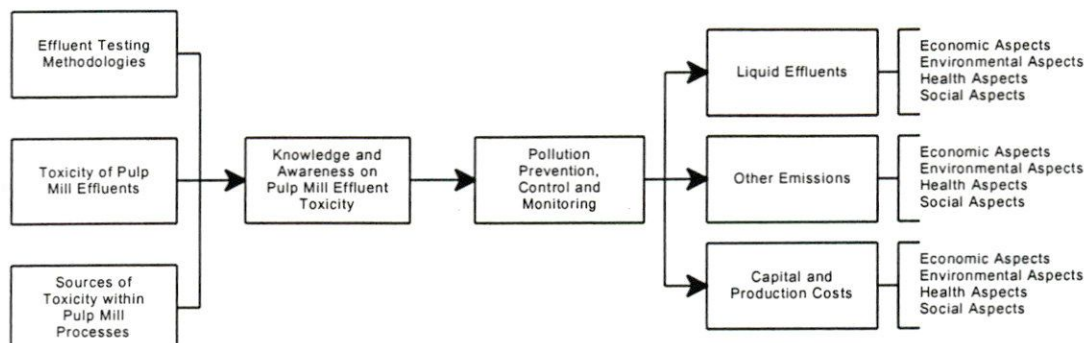 Effluent Testing
Methodologies
Toxicity of Pulp
Mill Effluents
Sources of
Toxicity within
Pulp Mill
Processes
Knowledge and
Awareness on
Pulp Mill Effluent
Toxicity
Pollution
Prevention,
Control and
Monitoring
Liquid Effluents
Economic Aspects
Environmental Aspects
Health Aspects
Social Aspects
Other Emissions
Economic Aspects
Environmental Aspects
Health Aspects
Social Aspects
Capital and
Production Costs
Economic Aspects
Environmental Aspects
Health Aspects
Social Aspects